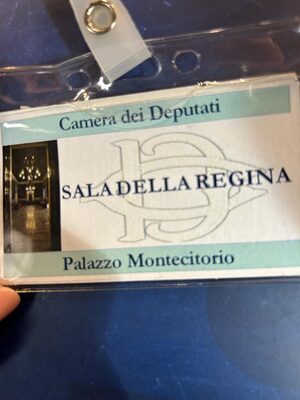 Camera dei Deputati
SALA DELLA REGINA
Palazzo Montecitorio